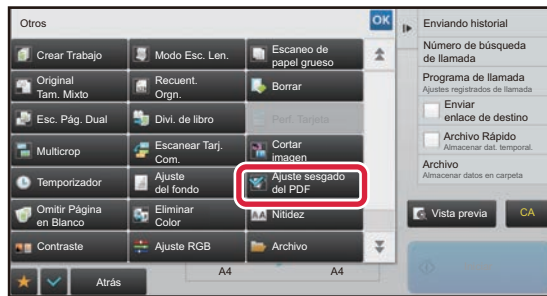 Otros
OK
Crear Trabajo
Modo Esc. Len.
Escaneo de
papel grueso
Original
Tam. Mixto
Recuent.
Orgn.
Borrar
Esc. Pág. Dual
Divi. de libro
Perf. Tarjeta
Multicrop
Escanear Tarj.
Com.
Cortar
imagen
Temporizador
Ajuste
del fondo
Ajuste sesgado
del PDF
Omitir Página
en Blanco
Eliminar
Color
AA Nitidez
Contraste
Ajuste RGB
Archivo
Atrás
A4
A4
Enviando historial
Número de búsqueda
de llamada
Programa de llamada
Ajustes registrados de llamada
Enviar
enlace de destino
Archivo Rápido
Almacenar dat. temporal.
Archivo
Almacenar datos en carpeta
Vista previa
CA